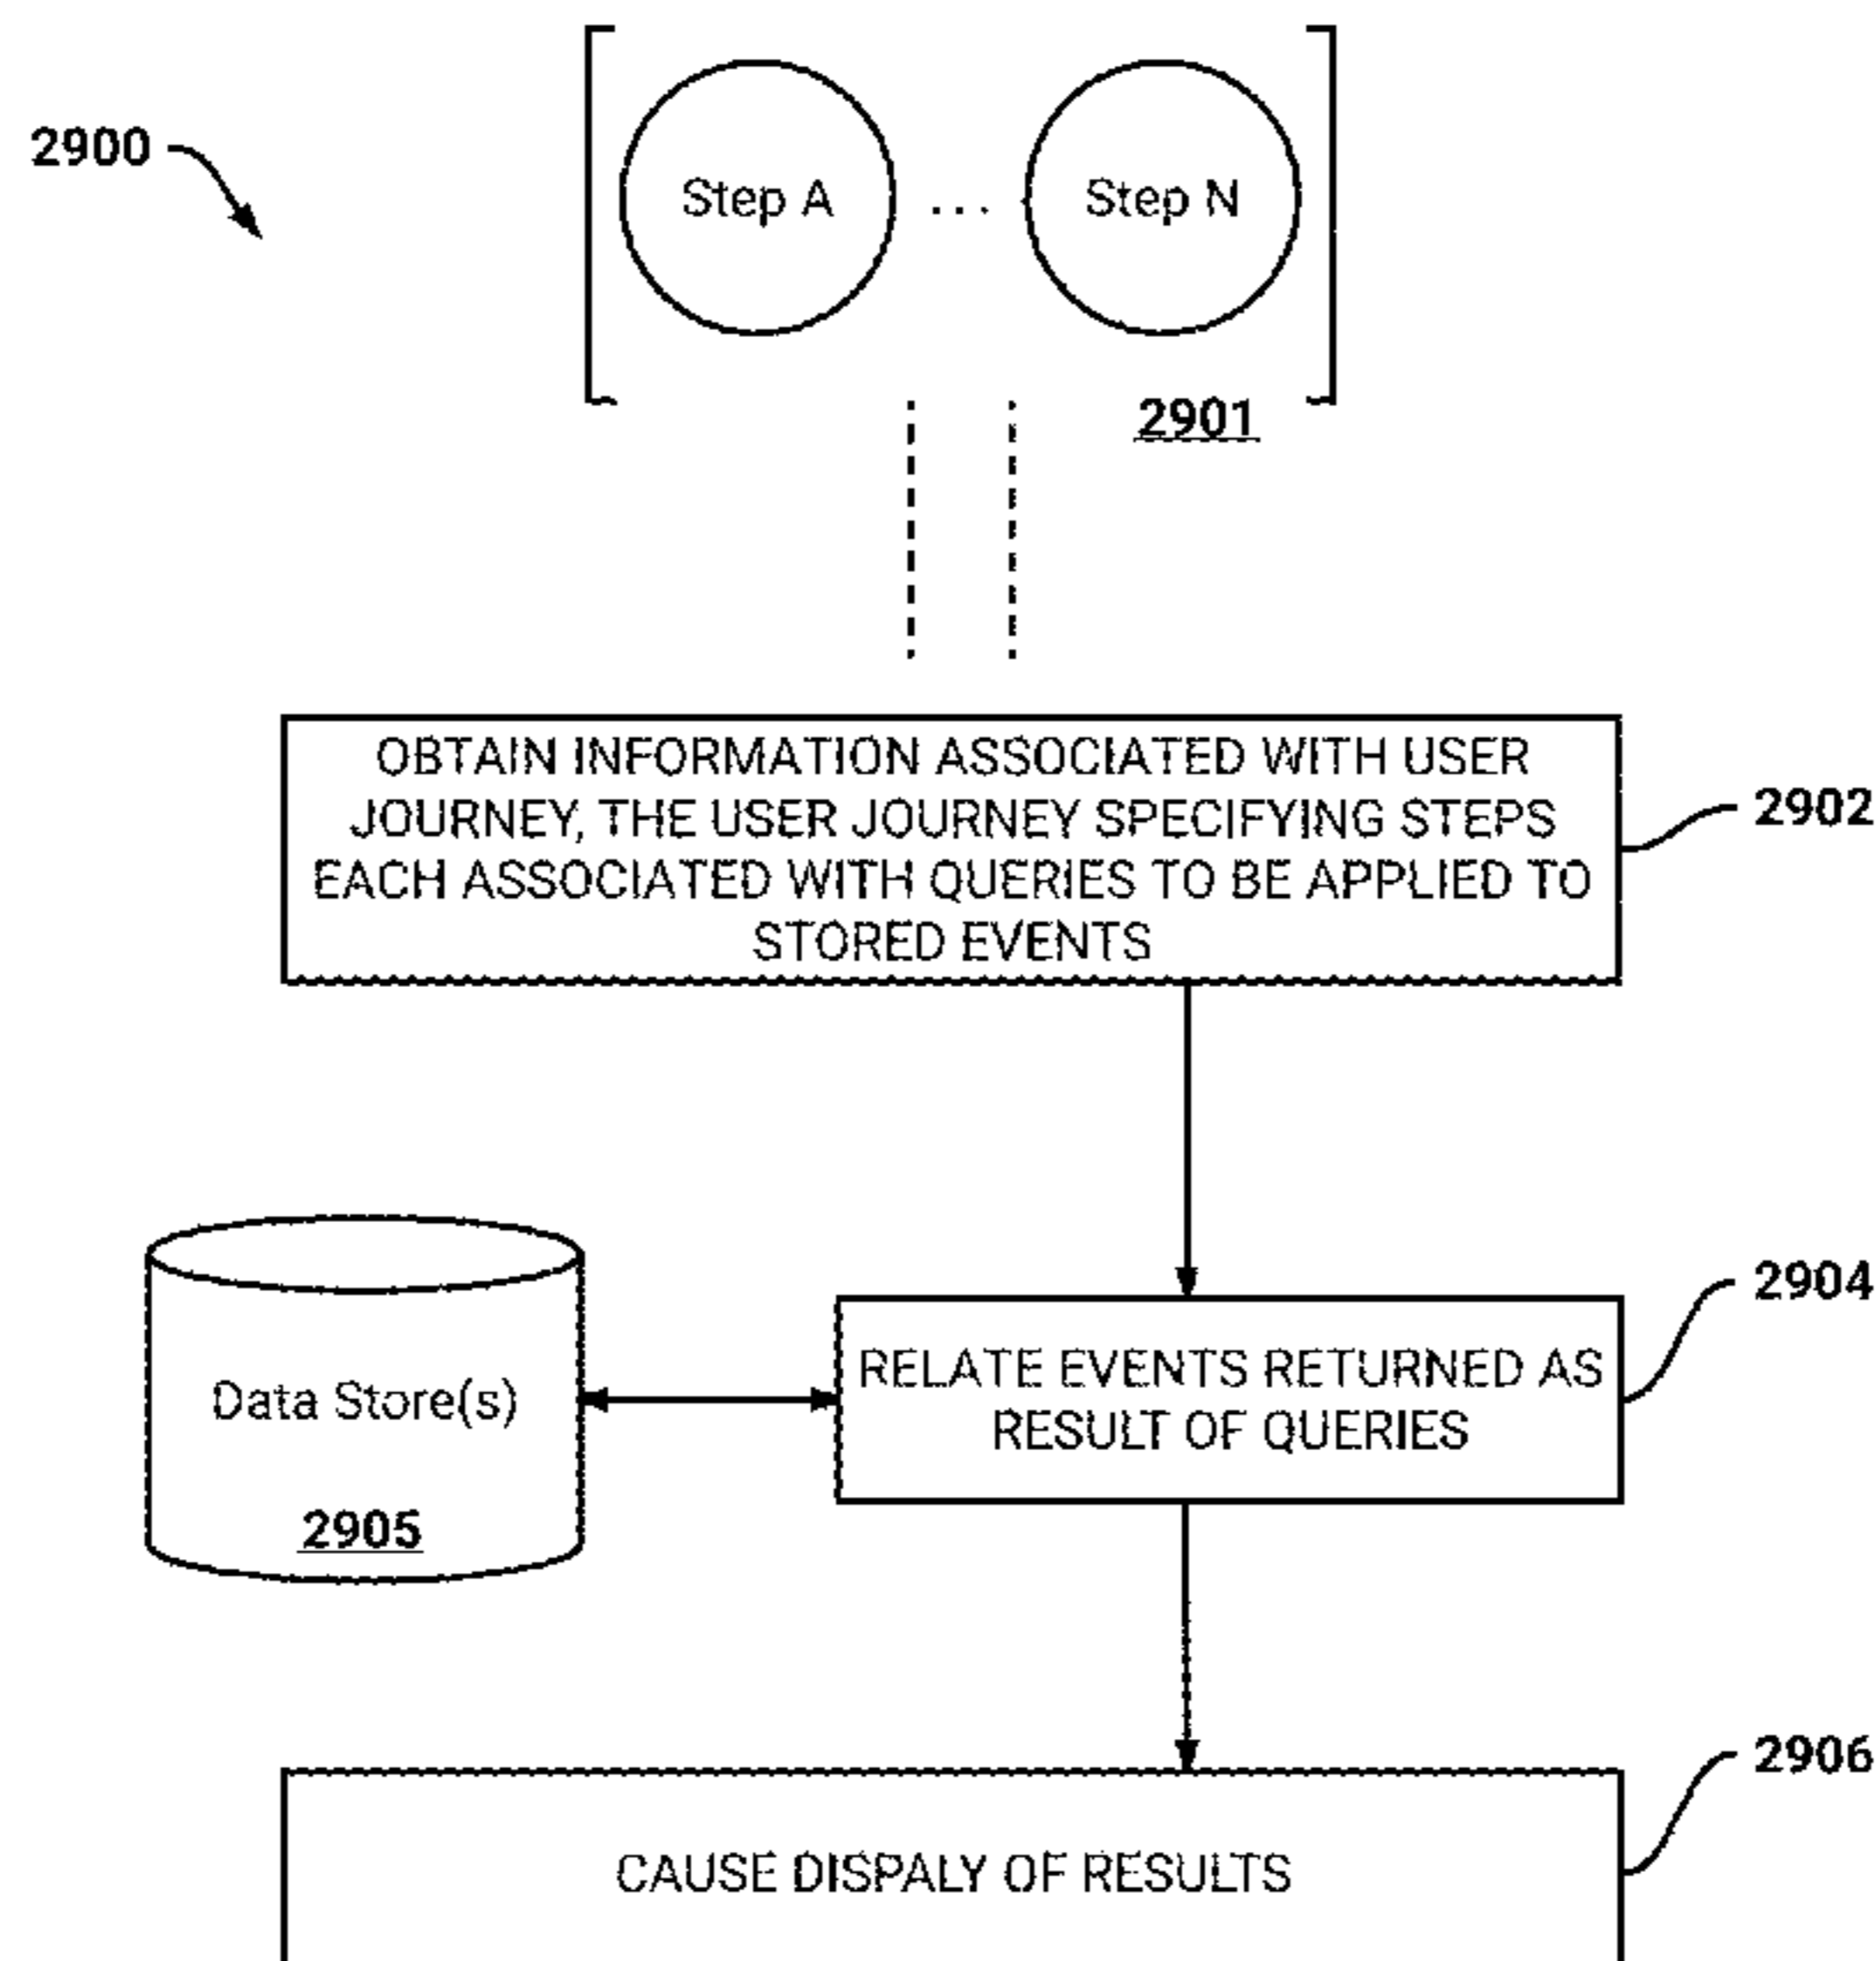 2900
Step A ... Step N
2901
OBTAIN INFORMATION ASSOCIATED WITH USER
JOURNEY, THE USER JOURNEY SPECIFYING STEPS
EACH ASSOCIATED WITH QUERIES TO BE APPLIED TO
STORED EVENTS
2902
Data Store(s)
2905
RELATE EVENTS RETURNED AS
RESULT OF QUERIES
2904
CAUSE DISPALY OF RESULTS
2906